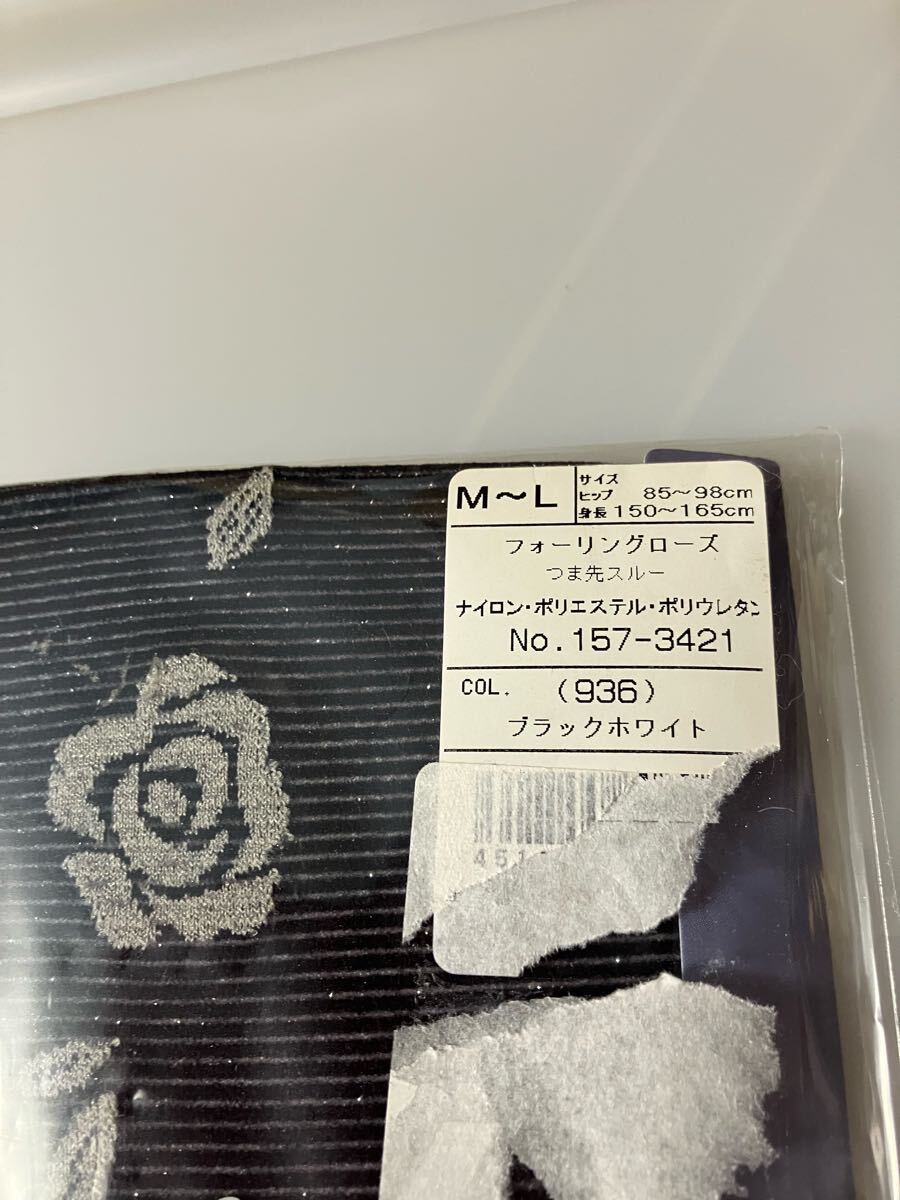 M～L
サイズ
ヒップ 85～98cm
身長 150～165cm
フォーリングローズ
つま先スルー
ナイロン・ポリエステル・ポリウレタン
No.157-3421
COL. (936)
ブラックホワイト